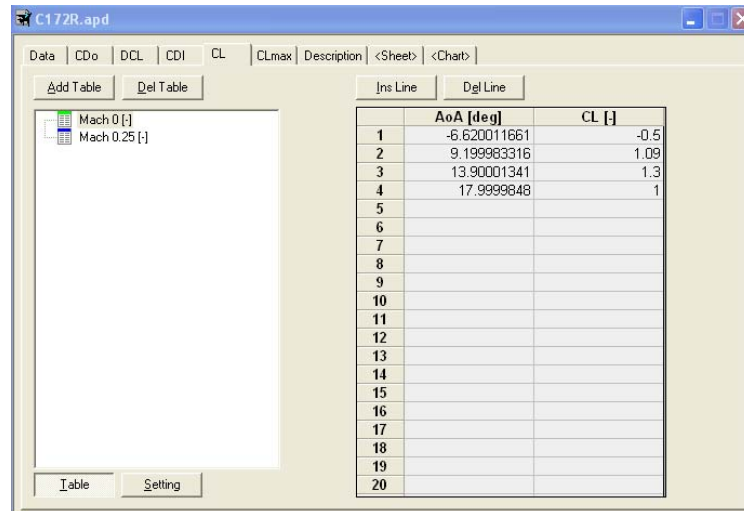 C172R.apd
Data CDo DCL CDI CL CLmax Description <Sheet> <Chart>
Add Table Del Table Ins Line Del Line
Mach 0 [-]
Mach 0.25 [-]
AoA [deg] CL [-]
1 -6.620011661 -0.5
2 9.199983316 1.09
3 13.90001341 1.3
4 17.9999848 1
5
6
7
8
9
10
11
12
13
14
15
16
17
18
19
20
Table Setting